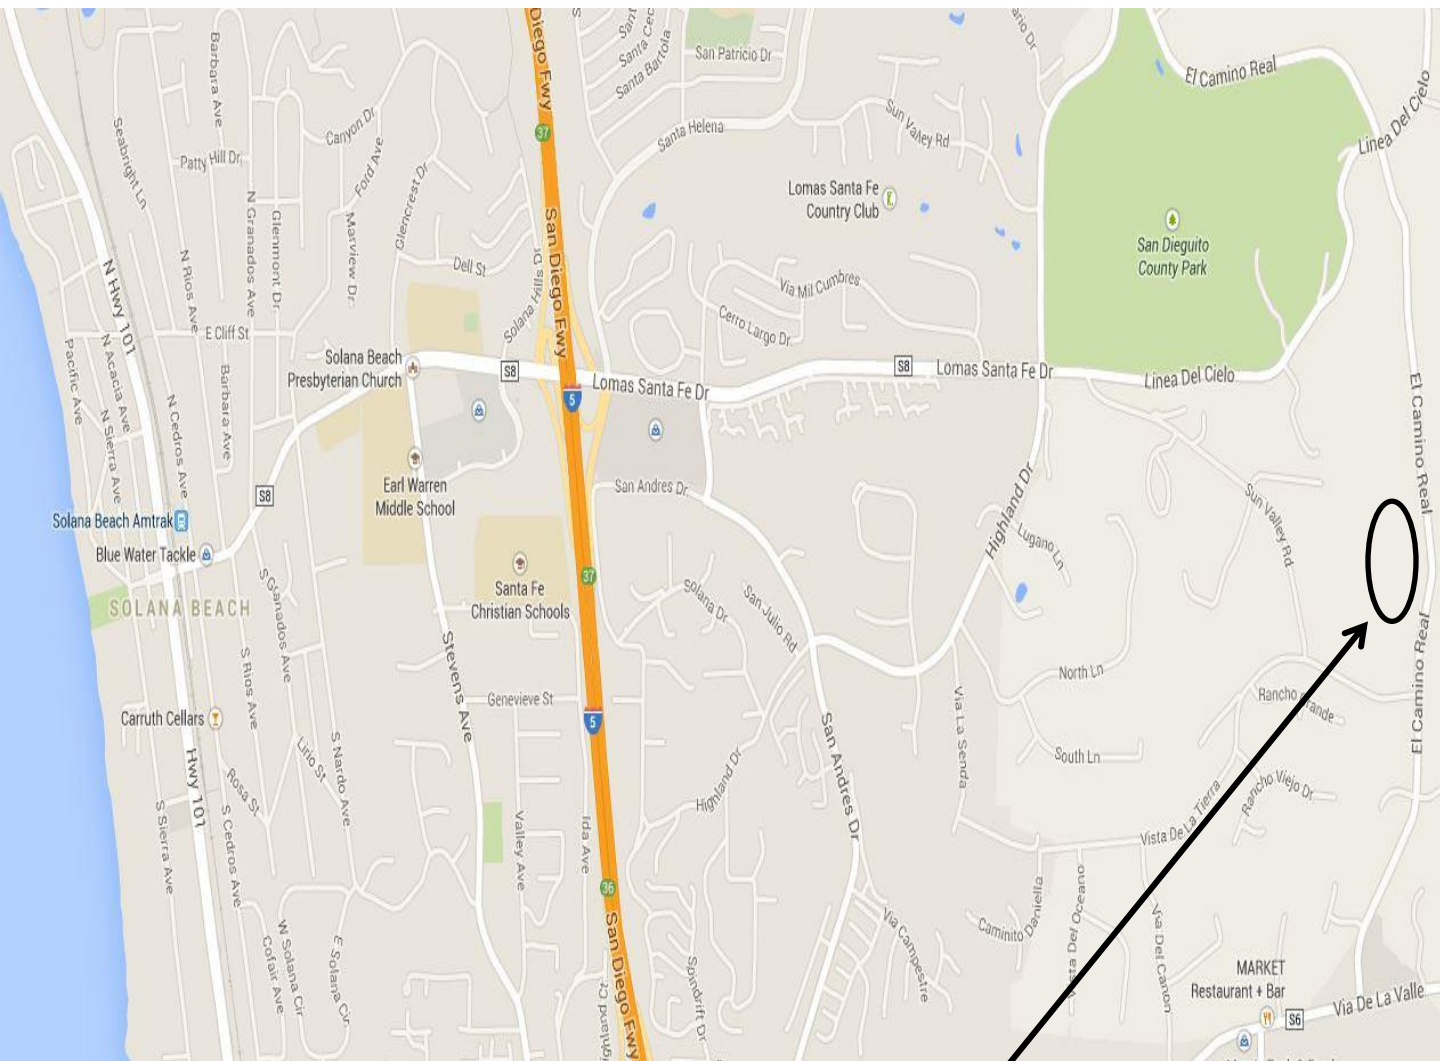 Diego Fwy
Santa Bartola
San Patricio Dr
El Camino Real
Linea Del Cielo
Barbara Ave
Seabright Ln
Canyon Dr
Patty Hill Dr
Ford Ave
37
Santa Helena
Sun Valley Rd
Lomas Santa Fe
Country Club
San Dieguito
County Park
N Granados Ave
Glenmont Dr
Marview Dr
Glencrest Dr
Dell St
San Diego Fwy
N Hwy 101
N Rios Ave
E Cliff St
Solana Hills Dr
Via Mil Cumbres
Cerro Largo Dr
Solana Beach
Presbyterian Church
S8
Lomas Santa Fe Dr
S8
Lomas Santa Fe Dr
Linea Del Cielo
Pacific Ave
N Acacia Ave
N Sierra Ave
N Cedros Ave
Barbara Ave
5
El Camino Real
S8
Earl Warren
Middle School
San Andres Dr
Highland Dr
Sun Valley Rd
Solana Beach Amtrak
Blue Water Tackle
Lugano Ln
SOLANA BEACH
S Granados Ave
Santa Fe
Christian Schools
37
Solana Dr
San Julio Rd
El Camino Real
S Rios Ave
Stevens Ave
Genevieve St
North Ln
Rancho
Carruth Cellars
5
Via La Senda
South Ln
Hwy 101
Lirio St
S Nardo Ave
Rosa St
Highland Dr
San Andres Dr
Rancho Viejo Dr
Vista De La Tierra
S Sierra Ave
S Cedros Ave
Valley Ave
Ida Ave
36
Caminito Daniella
Vista Del Oceano
Via Del Canon
Via Campestre
W Solana Cir
Cofair Ave
E Solana Cir
San Diego Fwy
Spindrift Dr
MARKET
Restaurant + Bar
S6
Via De La Valle